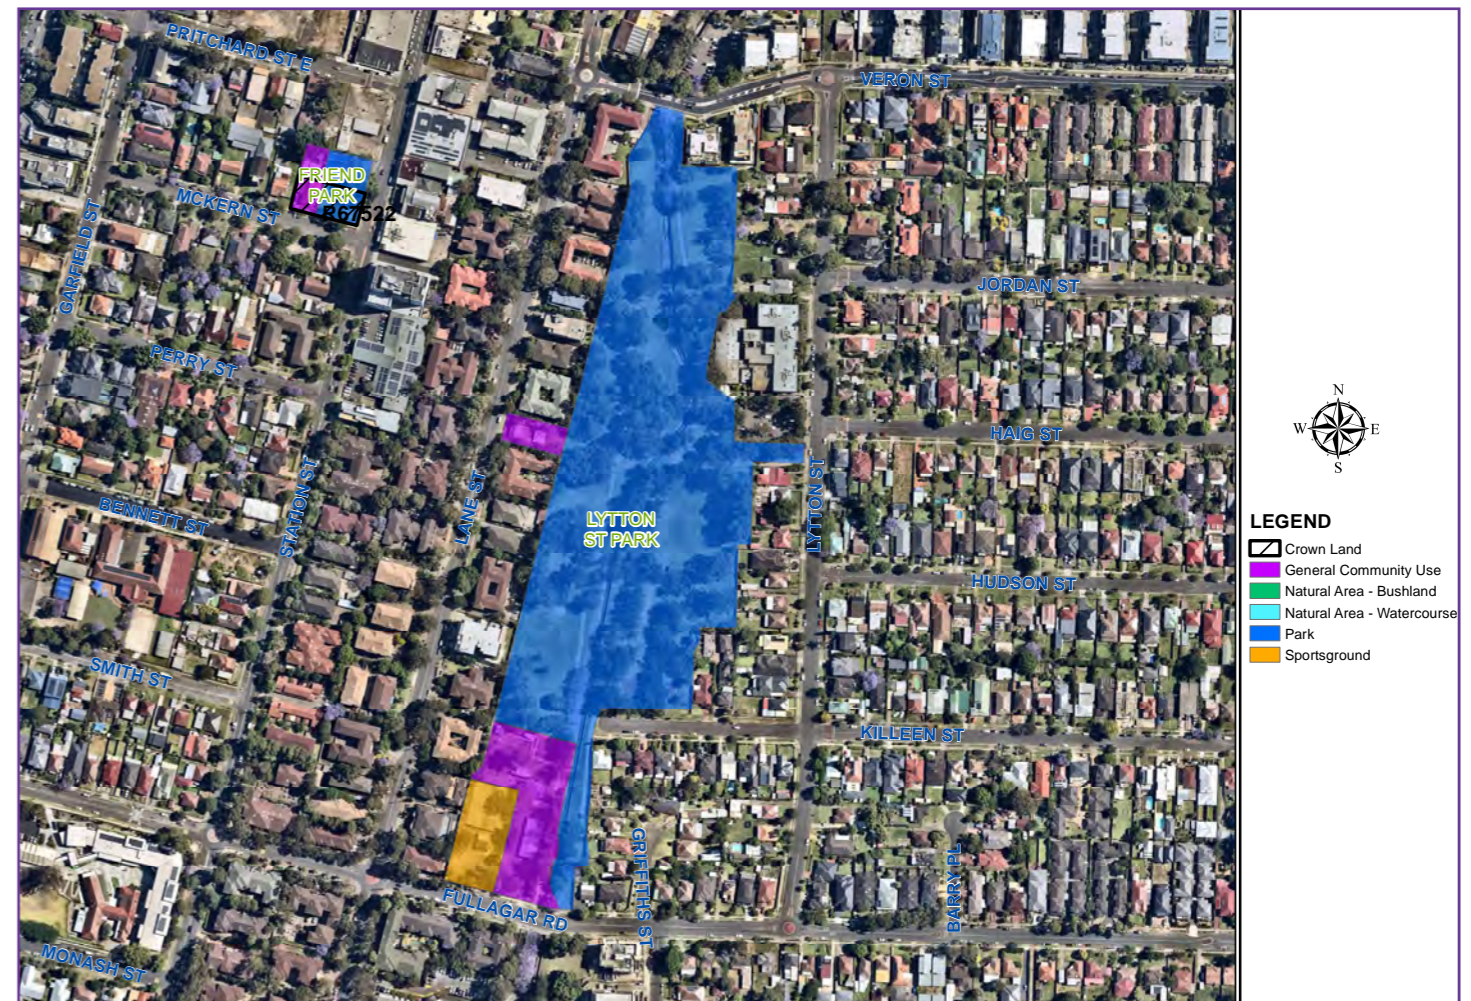 PRITCHARD ST E
VERON ST
FRIEND
PARK
MCKERN ST
GARFIELD ST
JORDAN ST
PERRY ST
N
W
E
S
HAIG ST
LYTTON ST
LANE ST
STATION ST
BENNETT ST
LYTTON
ST PARK
LEGEND
Crown Land
General Community Use
Natural Area - Bushland
Natural Area - Watercourse
Park
Sportsground
HUDSON ST
SMITH ST
KILLEEN ST
GRIFFITHS ST
BARRY PL
FULLAGAR RD
MONASH ST